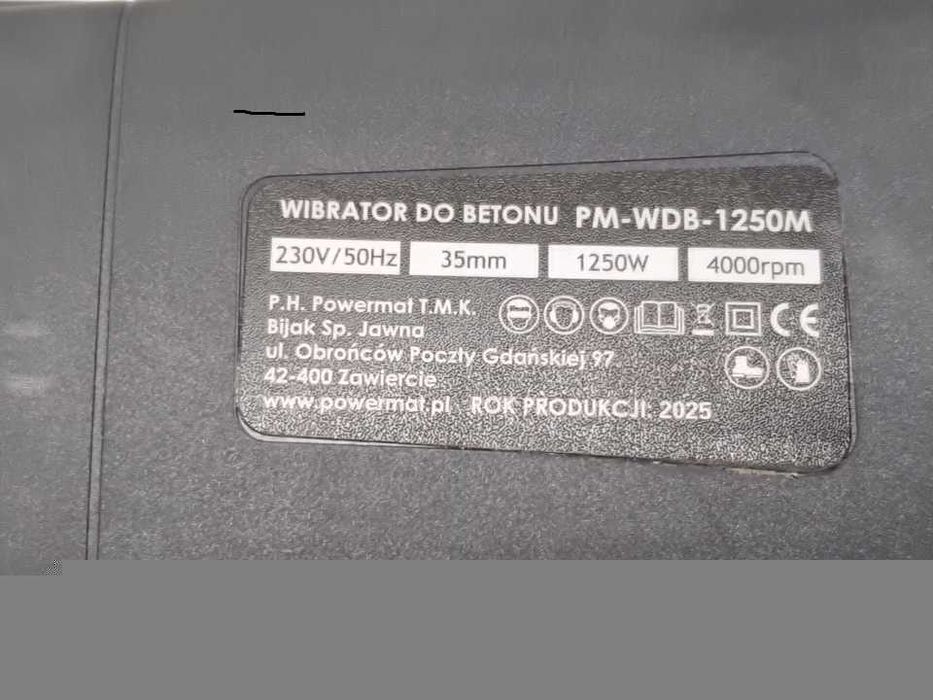 WIBRATOR DO BETONU PM-WDB-1250M
230V/50Hz 35mm 1250W 4000rpm
P.H. Powermat T.M.K.
Bijak Sp. Jawna
ul. Obrońców Poczty Gdańskiej 97
42-400 Zawiercie
www.powermat.pl ROK PRODUKCJI: 2025
CE